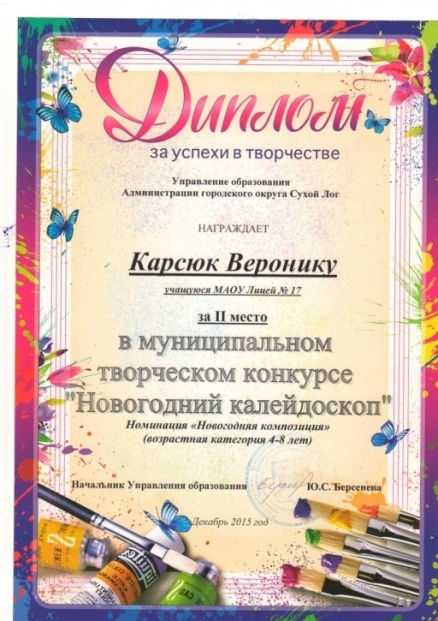 Диплом
за успехи в творчестве
Управление образования
Администрации городского округа Сухой Лог
НАГРАЖДАЕТ
Карсюк Веронику
учащуюся МАОУ Лицей № 17
за II место
в муниципальном
творческом конкурсе
"Новогодний калейдоскоп"
Номинация «Новогодняя композиция»
(возрастная категория 4-8 лет)
Начальник Управления образования Ю.С. Берсенева
Декабрь 2015 год